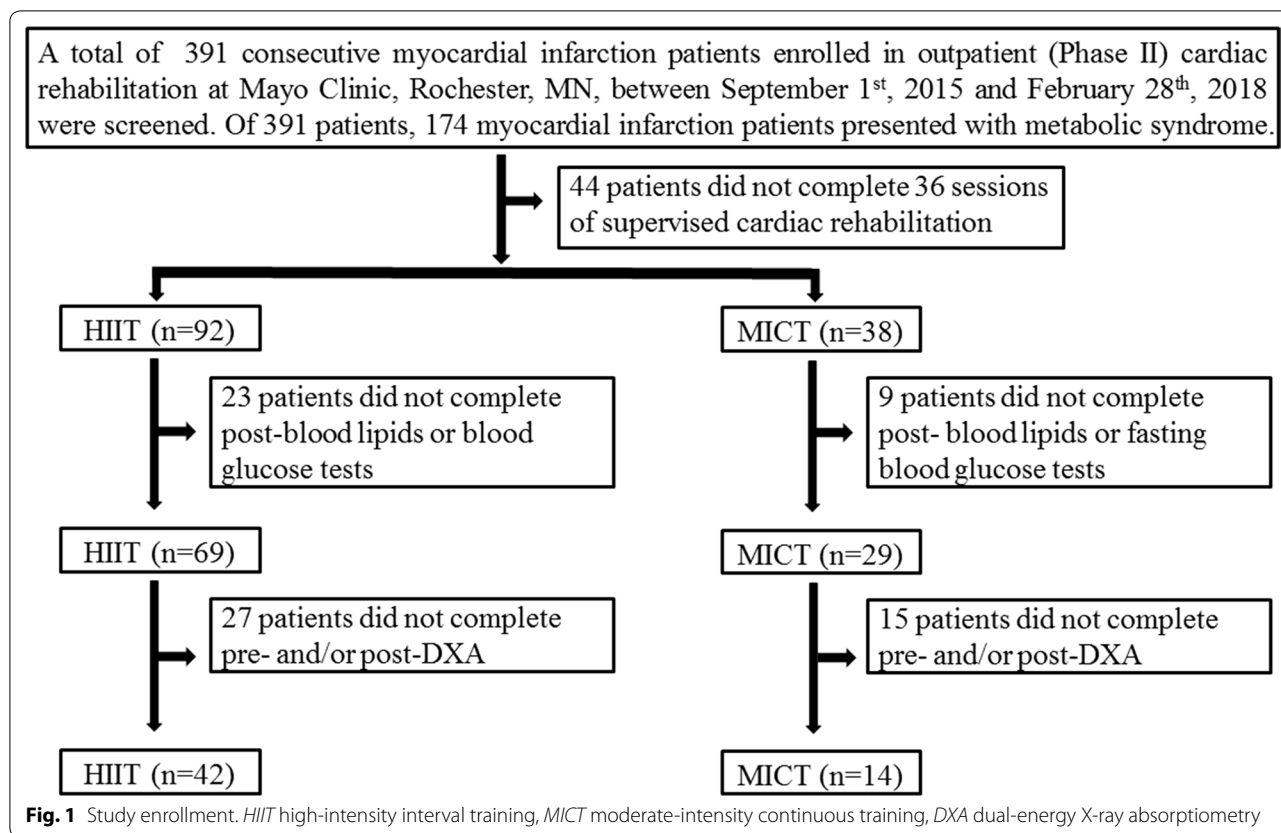 A total of 391 consecutive myocardial infarction patients enrolled in outpatient (Phase II) cardiac
rehabilitation at Mayo Clinic, Rochester, MN, between September 1st, 2015 and February 28th, 2018
were screened. Of 391 patients, 174 myocardial infarction patients presented with metabolic syndrome.
44 patients did not complete 36 sessions
of supervised cardiac rehabilitation
HIIT (n=92)
MICT (n=38)
23 patients did not complete
post-blood lipids or blood
glucose tests
9 patients did not complete
post- blood lipids or fasting
blood glucose tests
HIIT (n=69)
MICT (n=29)
27 patients did not complete
pre- and/or post-DXA
15 patients did not complete
pre- and/or post-DXA
HIIT (n=42)
MICT (n=14)
Fig. 1 Study enrollment. HIIT high-intensity interval training, MICT moderate-intensity continuous training, DXA dual-energy X-ray absorptiometry